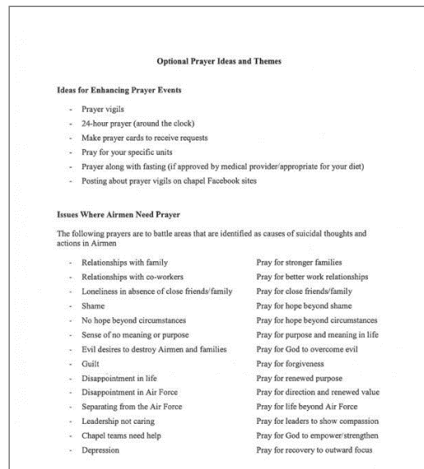 Optional Prayer Ideas and Themes
Ideas for Enhancing Prayer Events
- Prayer vigils
- 24-hour prayer (around the clock)
- Make prayer cards to receive requests
- Pray for your specific units
- Prayer along with fasting (if approved by medical provider/appropriate for your diet)
- Posting about prayer vigils on chapel Facebook sites
Issues Where Airmen Need Prayer
The following prayers are to battle areas that are identified as causes of suicidal thoughts and
actions in Airmen
- Relationships with family Pray for stronger families
- Relationships with co-workers Pray for better work relationships
- Loneliness in absence of close friends/family Pray for close friends/family
- Shame Pray for hope beyond shame
- No hope beyond circumstances Pray for hope beyond circumstances
- Sense of no meaning or purpose Pray for purpose and meaning in life
- Evil desires to destroy Airmen and families Pray for God to overcome evil
- Guilt Pray for forgiveness
- Disappointment in life Pray for renewed purpose
- Disappointment in Air Force Pray for direction and renewed value
- Separating from the Air Force Pray for life beyond Air Force
- Leadership not caring Pray for leaders to show compassion
- Chapel teams need help Pray for God to empower/strengthen
- Depression Pray for recovery to outward focus